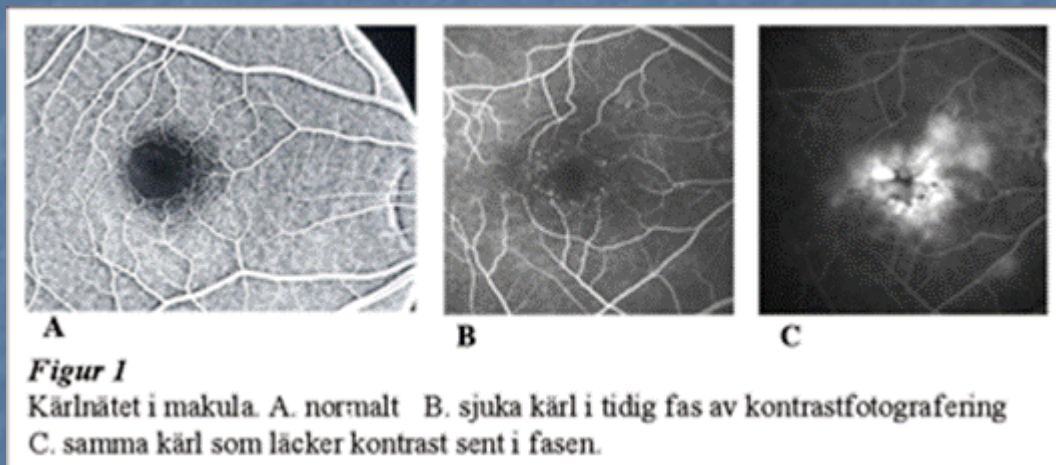 A
B
C
Figur 1
Kärlnätet i makula. A. normalt B. sjuka kärl i tidig fas av kontrastfotografering
C. samma kärl som läcker kontrast sent i fasen.